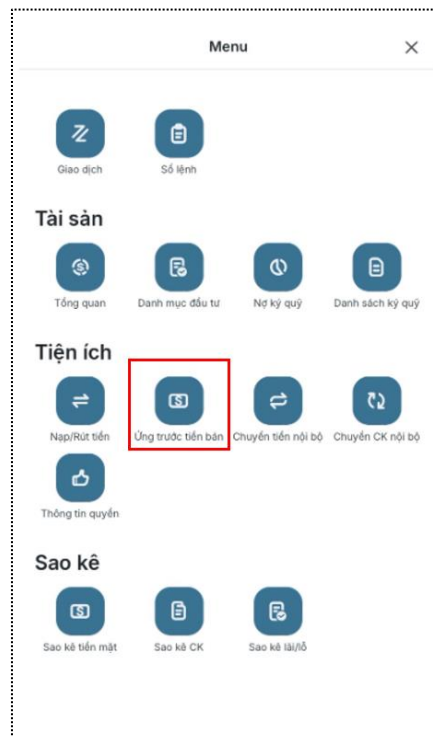 Menu
Giao dịch
Sổ lệnh
Tài sản
Tổng quan
Danh mục đầu tư
Nợ ký quỹ
Danh sách ký quỹ
Tiện ích
Nạp/Rút tiền
Ứng trước tiền bán
Chuyển tiền nội bộ
Chuyển CK nội bộ
Thông tin quyền
Sao kê
Sao kê tiền mặt
Sao kê CK
Sao kê lãi/lỗ